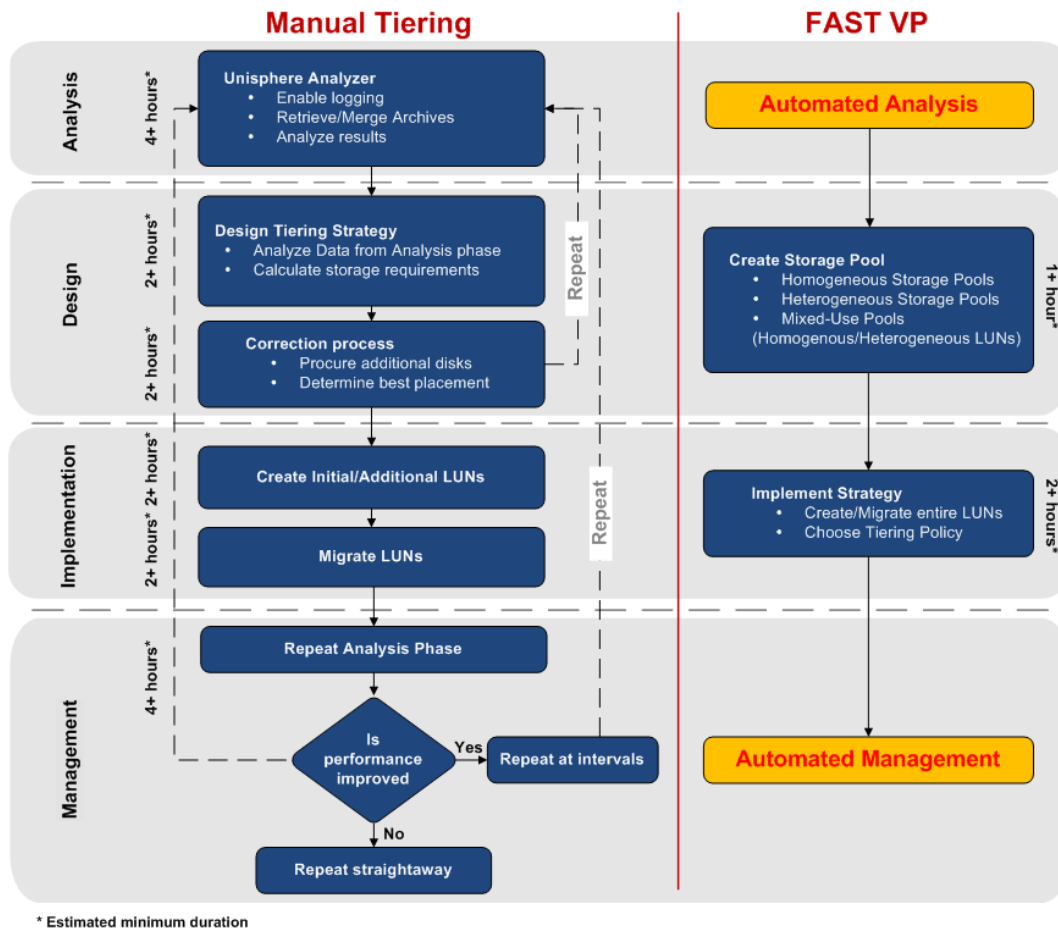 Manual Tiering
FAST VP
Analysis
4+ hours*
Unisphere Analyzer
• Enable logging
• Retrieve/Merge Archives
• Analyze results
Automated Analysis
Design
2+ hours*
Design Tiering Strategy
• Analyze Data from Analysis phase
• Calculate storage requirements
Repeat
2+ hours*
Correction process
• Procure additional disks
• Determine best placement
Create Storage Pool
• Homogeneous Storage Pools
• Heterogeneous Storage Pools
• Mixed-Use Pools
(Homogenous/Heterogeneous LUNs)
1+ hour*
Implementation
2+ hours*
Create Initial/Additional LUNs
2+ hours*
Migrate LUNs
Repeat
Implement Strategy
• Create/Migrate entire LUNs
• Choose Tiering Policy
2+ hours*
Management
4+ hours*
Repeat Analysis Phase
Is
performance
improved
Yes
Repeat at intervals
No
Repeat straightaway
Automated Management
* Estimated minimum duration